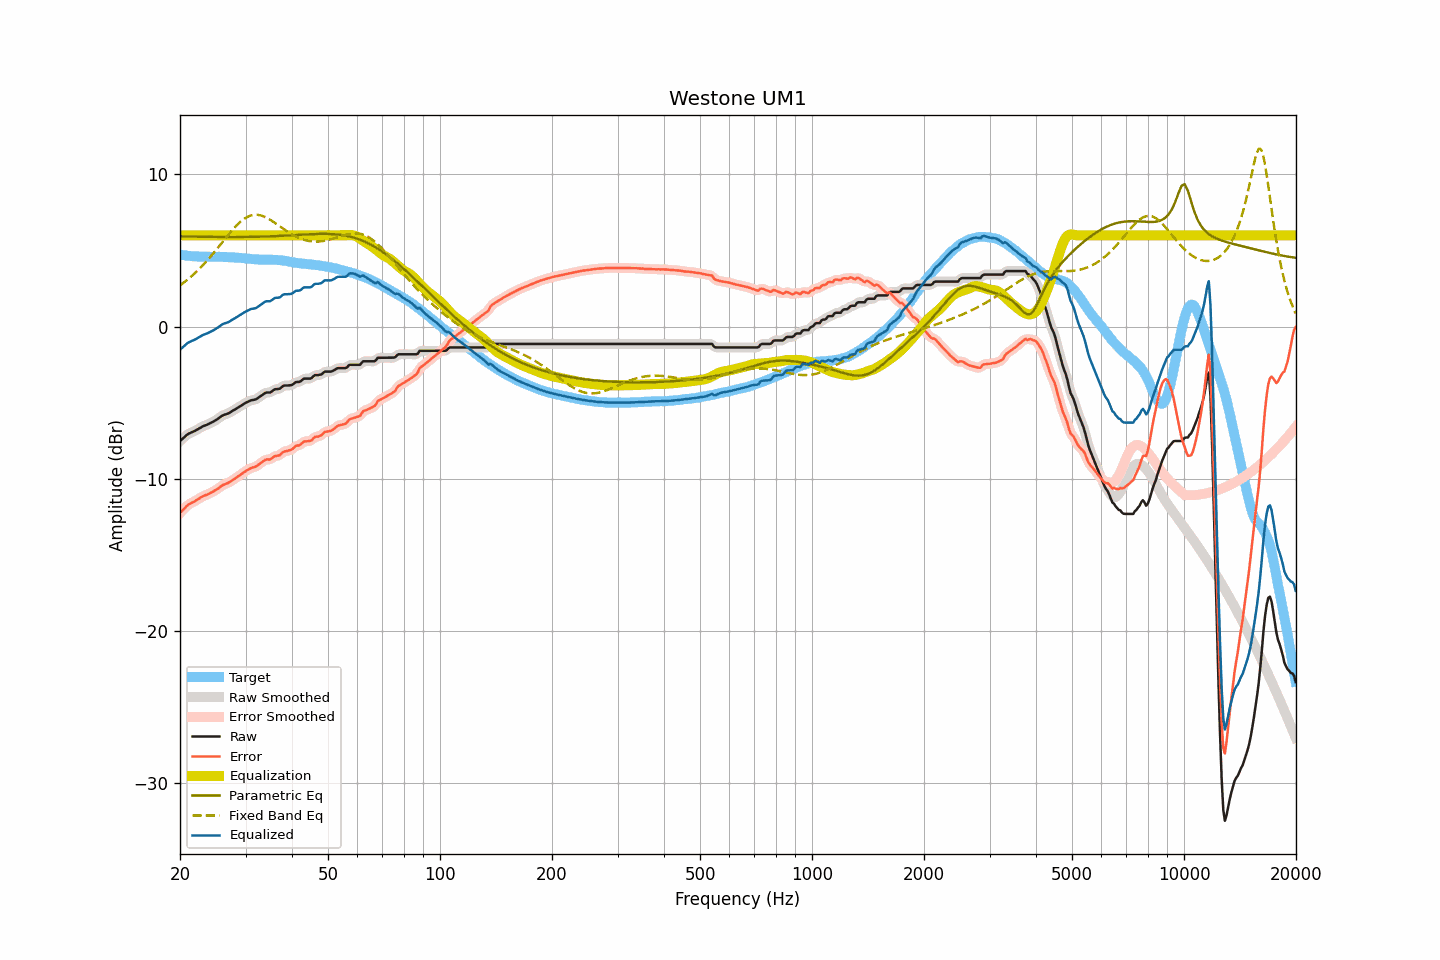 Westone UM1
10
0
−10
−20
−30
Amplitude (dBr)
Target
Raw Smoothed
Error Smoothed
Raw
Error
Equalization
Parametric Eq
Fixed Band Eq
Equalized
20 50 100 200 500 1000 2000 5000 10000 20000
Frequency (Hz)